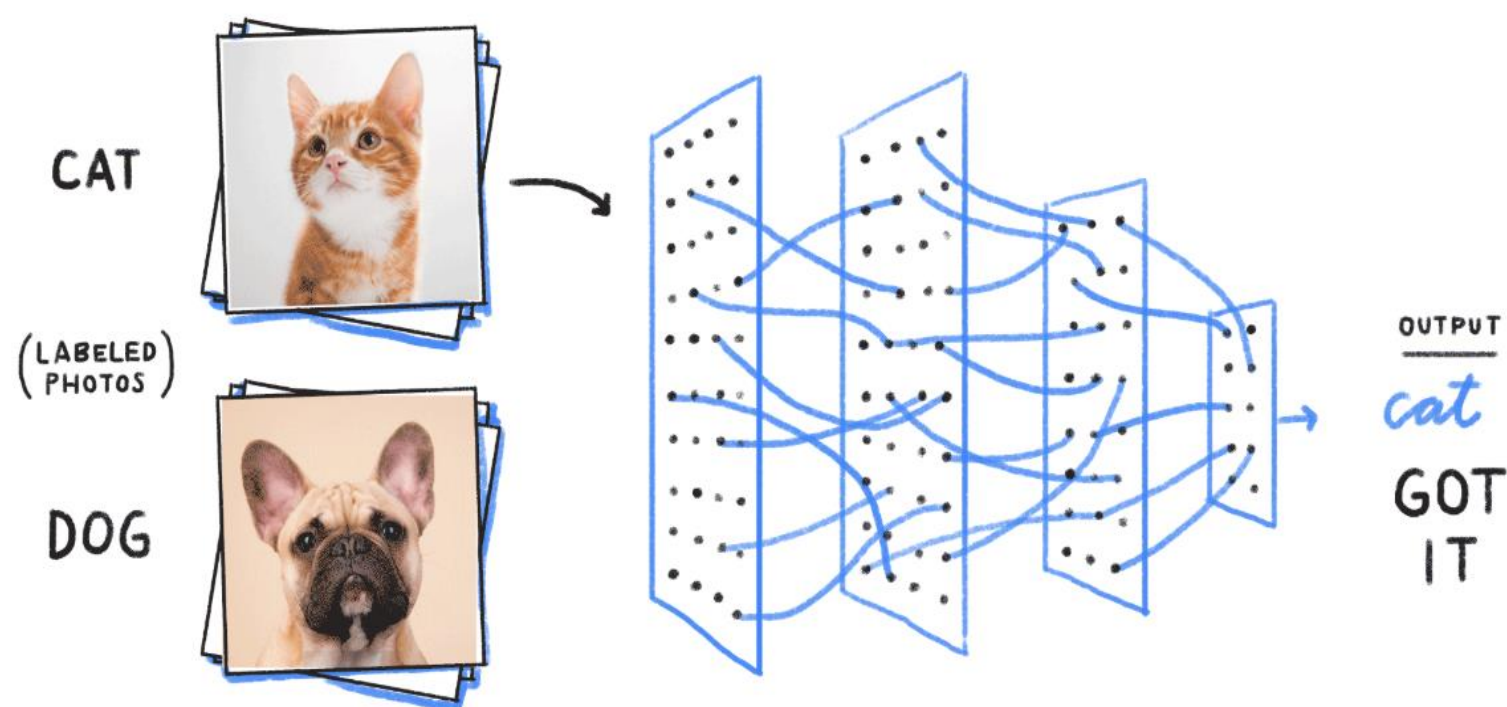 CAT
(LABELED
PHOTOS)
DOG
OUTPUT
cat
GOT
IT